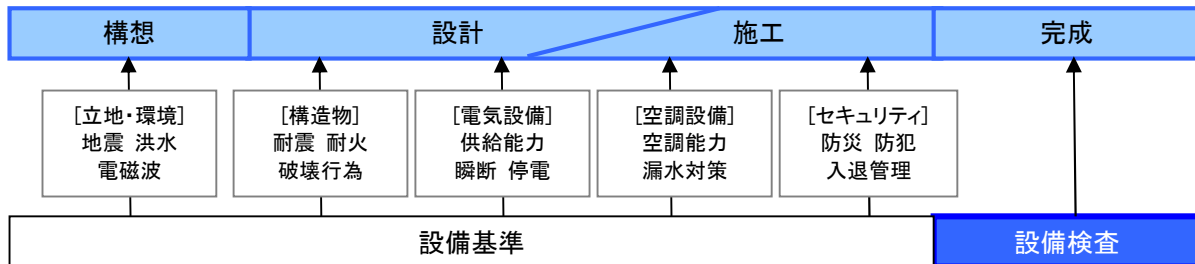 構想
設計
施工
完成
[立地・環境]
地震 洪水
電磁波
[構造物]
耐震 耐火
破壊行為
[電気設備]
供給能力
瞬断 停電
[空調設備]
空調能力
漏水対策
[セキュリティ]
防災 防犯
入退管理
設備基準
設備検査